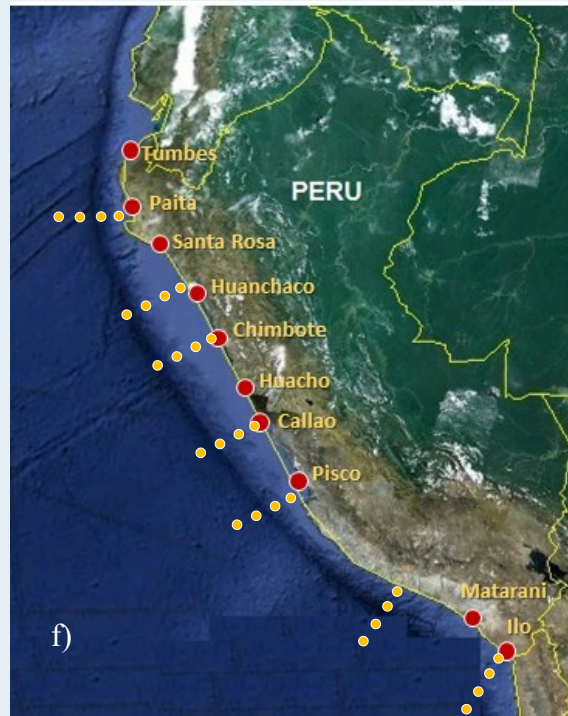 Tumbes
PERU
Paita
Santa Rosa
Huanchaco
Chimbote
Huacho
Callao
Pisco
Matarani
Ilo
f)